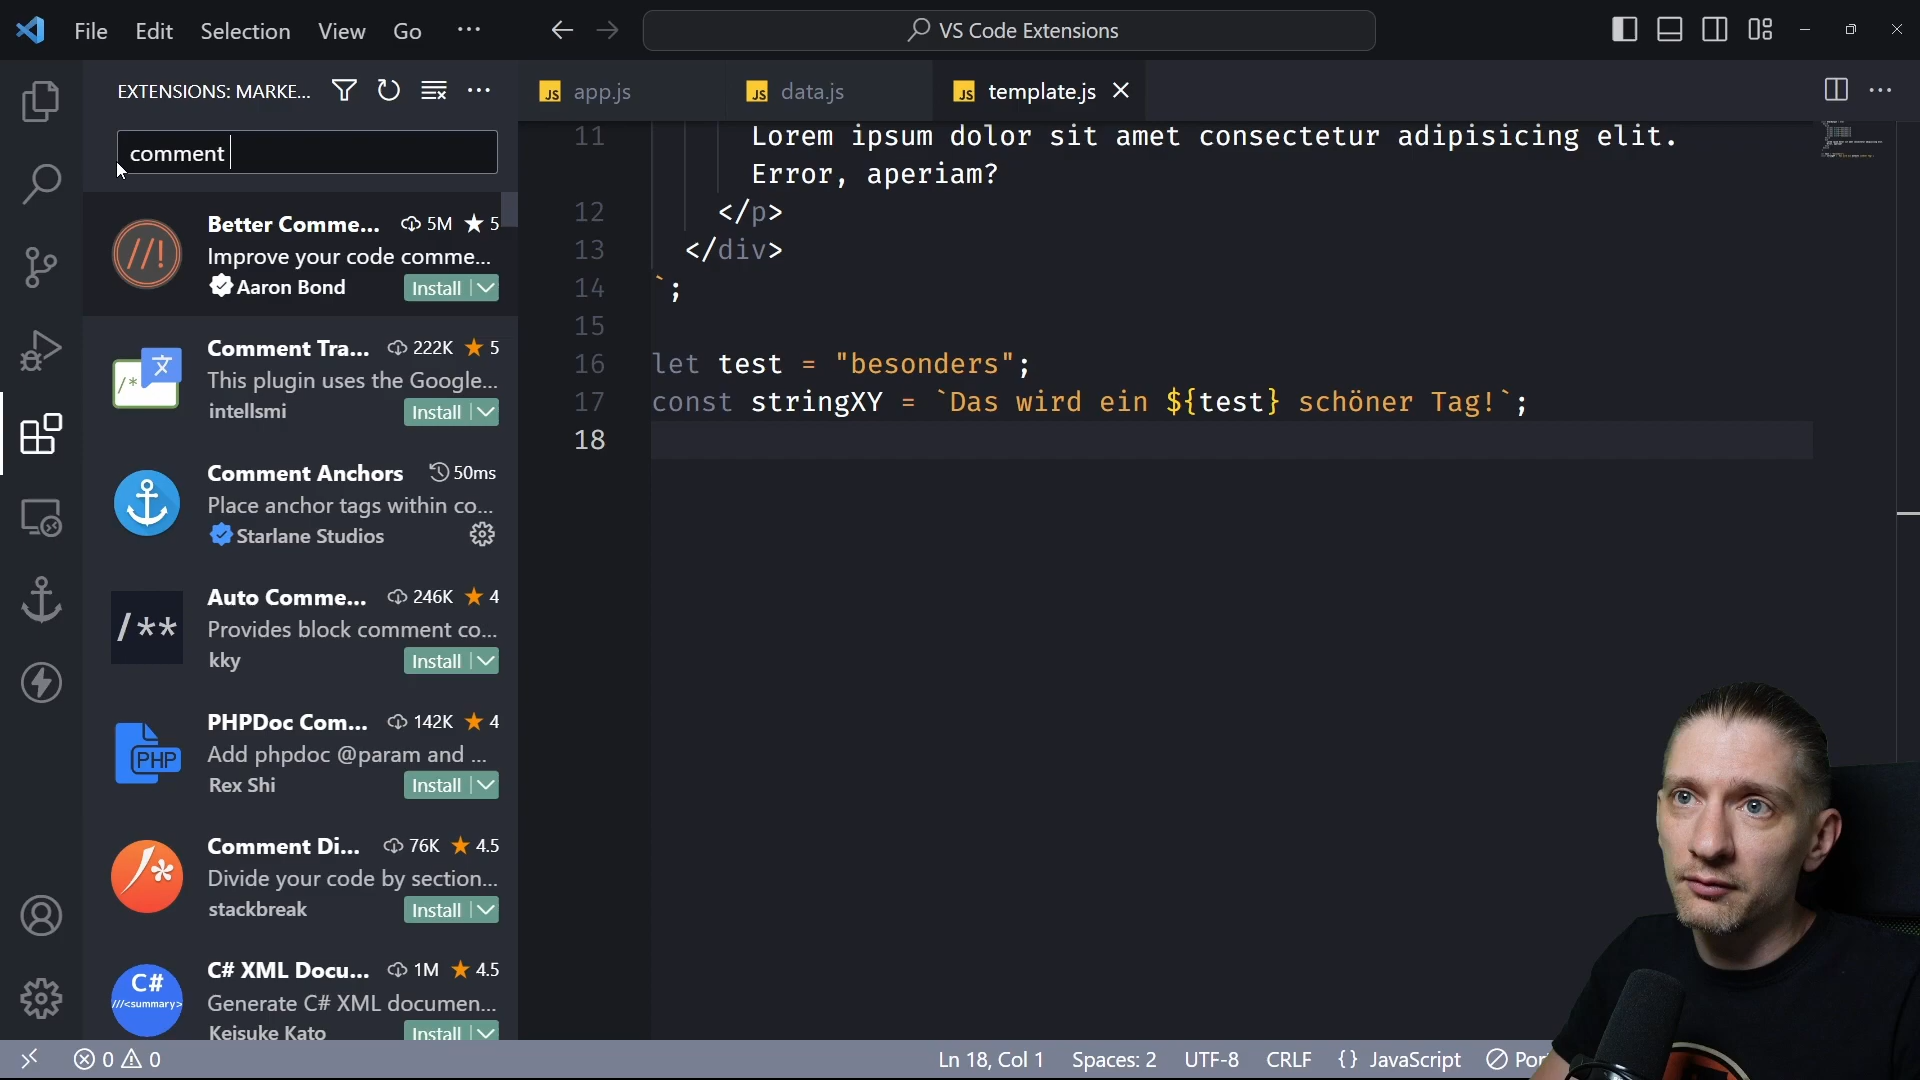 File Edit Selection View Go ···
VS Code Extensions
EXTENSIONS: MARKE...
comment
Better Comme... 5M 5
Improve your code comme...
Aaron Bond Install
Comment Tra... 222K 5
This plugin uses the Google...
intellsmi Install
Comment Anchors 50ms
Place anchor tags within co...
Starlane Studios
Auto Comme... 246K 4
Provides block comment co...
kky Install
PHPDoc Com... 142K 4
Add phpdoc @param and ...
Rex Shi Install
Comment Di... 76K 4.5
Divide your code by section...
stackbreak Install
C# XML Docu... 1M 4.5
Generate C# XML documen...
Keisuke Kato Install
/*
文
/**
PHP
/*
C#
///<summary>
//!
JS app.js JS data.js JS template.js
11 Lorem ipsum dolor sit amet consectetur adipisicing elit.
Error, aperiam?
12 </p>
13 </div>
14 `;
15
16 let test = "besonders";
17 const stringXY = `Das wird ein ${test} schöner Tag!`;
18
0 0 Ln 18, Col 1 Spaces: 2 UTF-8 CRLF {} JavaScript